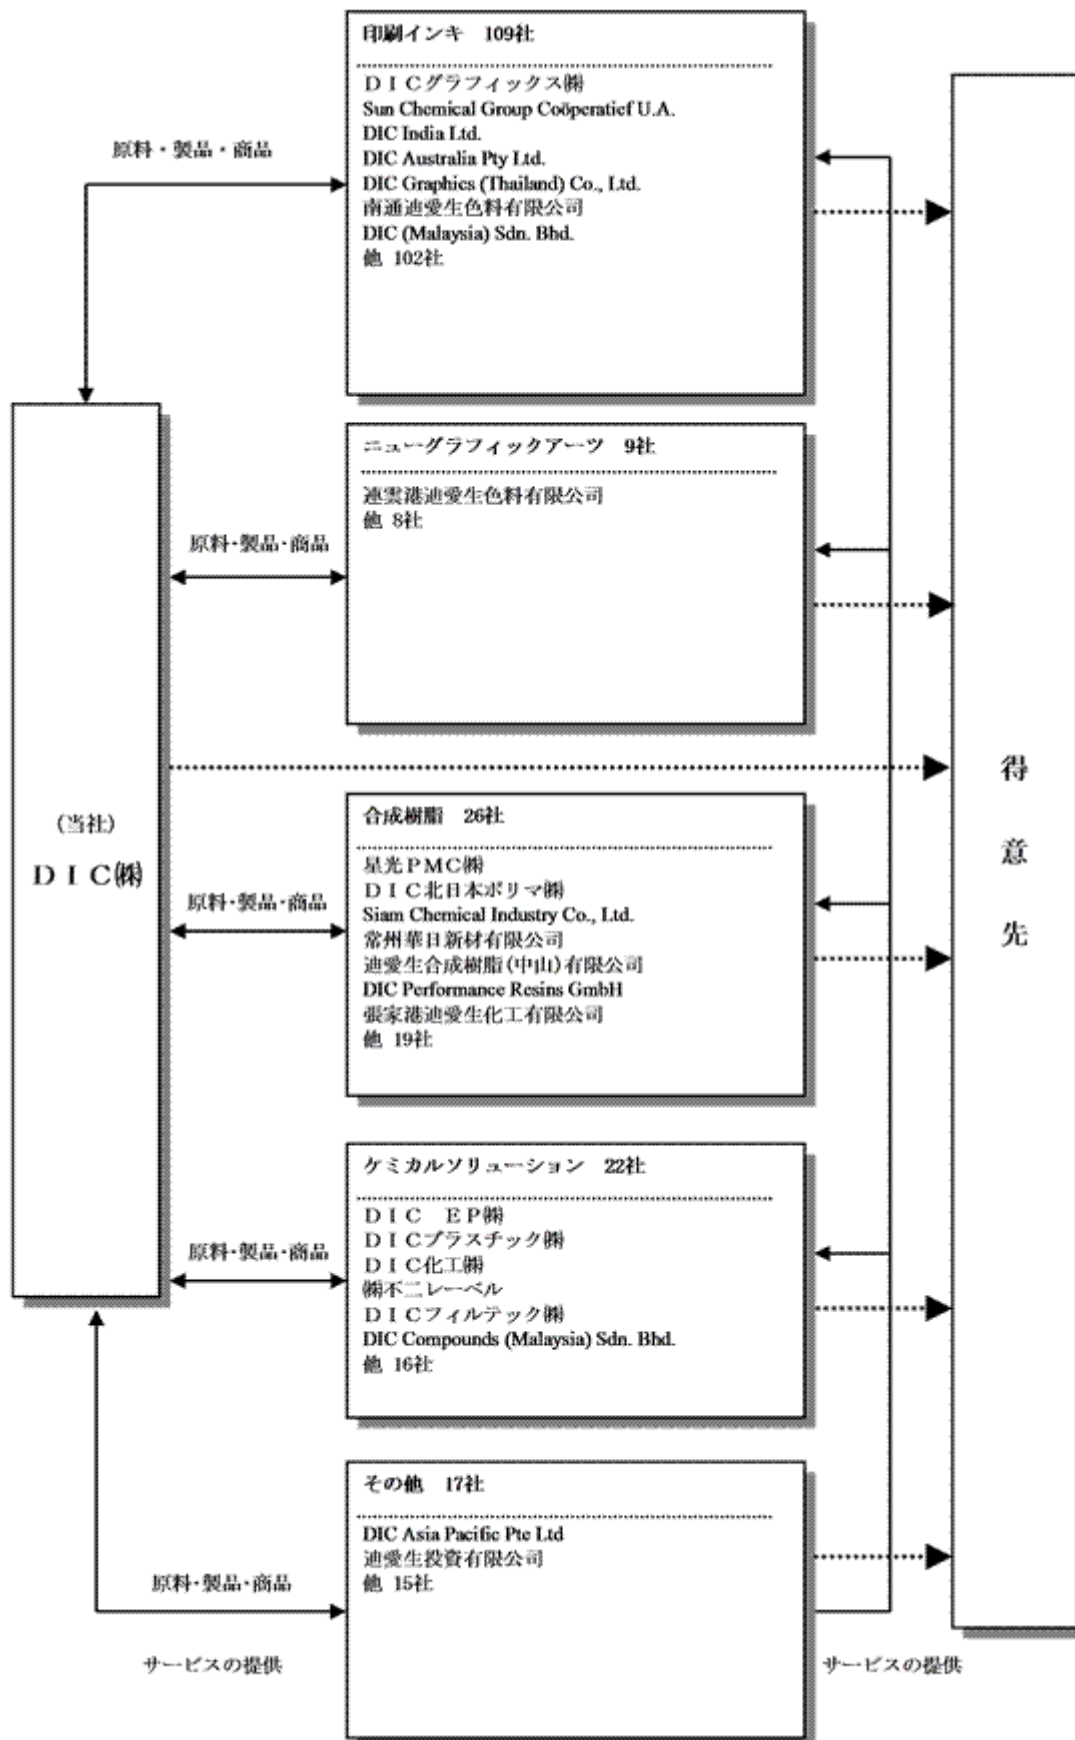 印刷インキ　109社
ＤＩＣグラフィックス㈱
Sun Chemical Group Coöperatief U.A.
DIC India Ltd.
DIC Australia Pty Ltd.
DIC Graphics (Thailand) Co., Ltd.
南通迪愛生色料有限公司
DIC (Malaysia) Sdn. Bhd.
他 102社
原料・製品・商品
ニューグラフィックアーツ　9社
連雲港迪愛生色料有限公司
他 8社
原料・製品・商品
（当社）
ＤＩＣ㈱
合成樹脂　26社
星光ＰＭＣ㈱
ＤＩＣ北日本ポリマ㈱
Siam Chemical Industry Co., Ltd.
常州華日新材有限公司
迪愛生合成樹脂（中山）有限公司
DIC Performance Resins GmbH
張家港迪愛生化工有限公司
他 19社
原料・製品・商品
ケミカルソリューション　22社
ＤＩＣ　ＥＰ㈱
ＤＩＣプラスチック㈱
ＤＩＣ化工㈱
㈱不二レーベル
ＤＩＣフィルテック㈱
DIC Compounds (Malaysia) Sdn. Bhd.
他 16社
原料・製品・商品
その他　17社
DIC Asia Pacific Pte Ltd
迪愛生投資有限公司
他 15社
原料・製品・商品
サービスの提供
サービスの提供
得意先